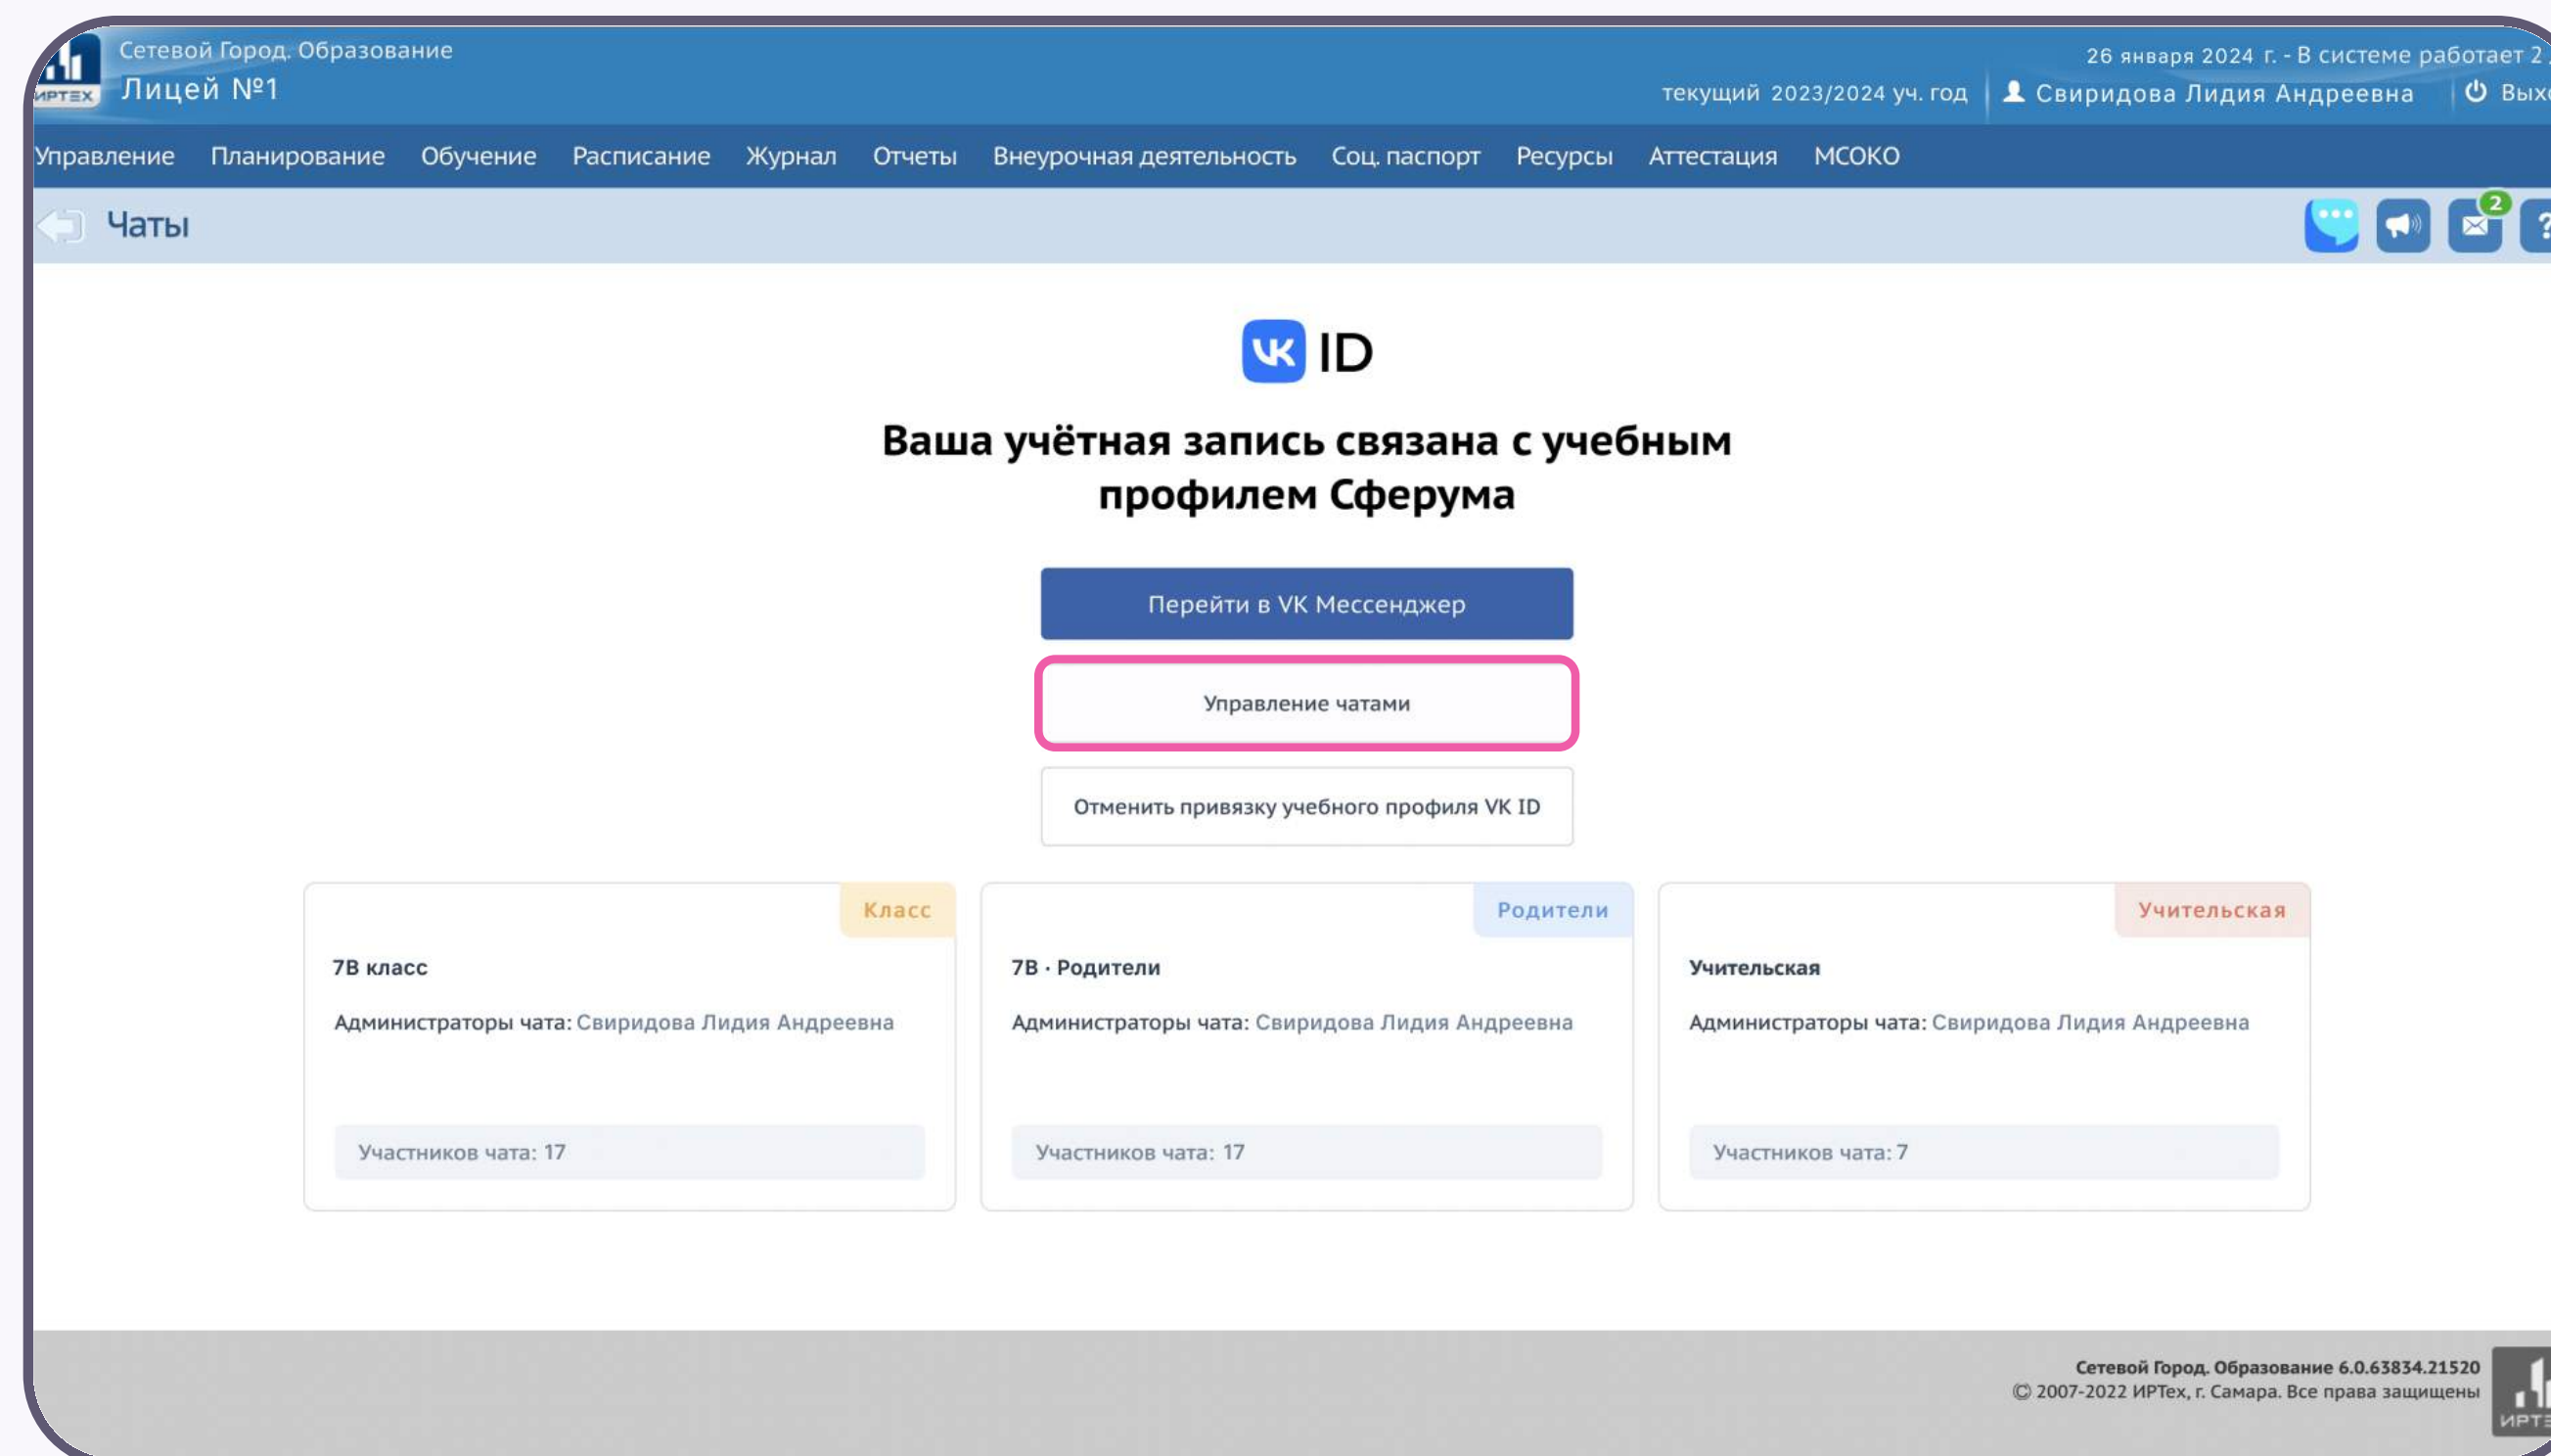 Сетевой Город. Образование
Лицей №1
ИРТЕХ
26 января 2024 г. - В системе работает 2
текущий 2023/2024 уч. год
Свиридова Лидия Андреевна
Управление Планирование Обучение Расписание Журнал Отчеты Внеурочная деятельность Соц. паспорт Ресурсы Аттестация МСОКО
Чаты
2
?
VK ID
Ваша учётная запись связана с учебным
профилем Сферума
Перейти в VK Мессенджер
Управление чатами
Отменить привязку учебного профиля VK ID
Класс
7В класс
Администраторы чата: Свиридова Лидия Андреевна
Участников чата: 17
Родители
7В · Родители
Администраторы чата: Свиридова Лидия Андреевна
Участников чата: 17
Учительская
Учительская
Администраторы чата: Свиридова Лидия Андреевна
Участников чата: 7
Сетевой Город. Образование 6.0.63834.21520
© 2007-2022 ИРТех, г. Самара. Все права защищены